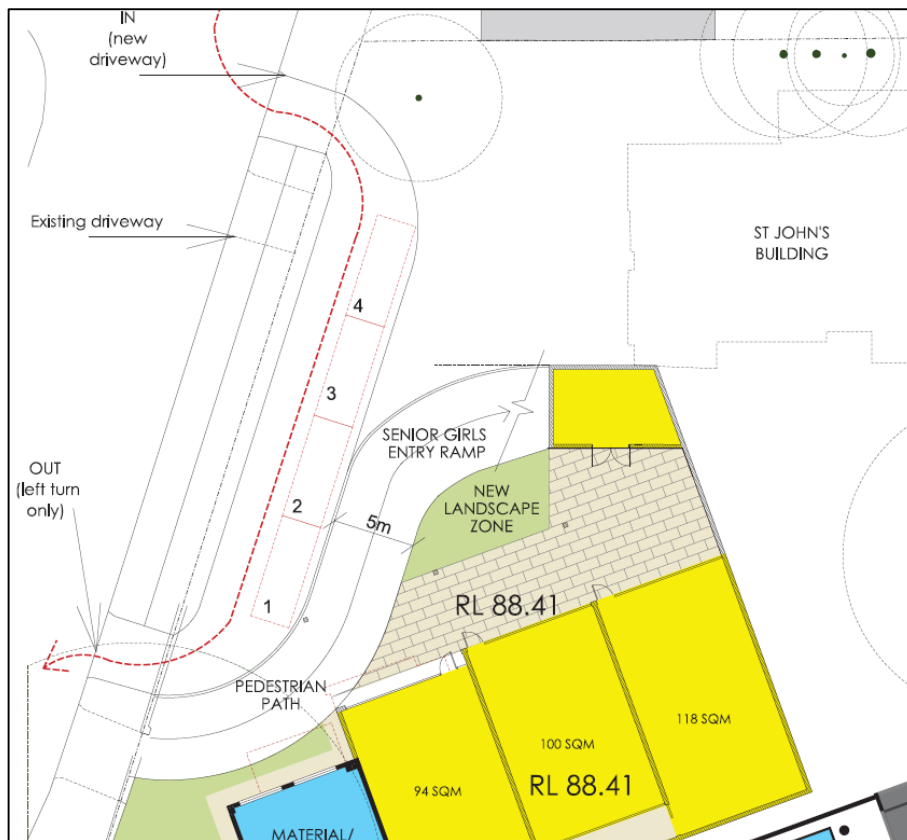 IN
(new
driveway)
Existing driveway
ST JOHN'S
BUILDING
4
3
SENIOR GIRLS
ENTRY RAMP
OUT
(left turn
only)
NEW
LANDSCAPE
ZONE
2
5m
1
RL 88.41
PEDESTRIAN
PATH
118 SQM
100 SQM
94 SQM
RL 88.41
MATERIAL/